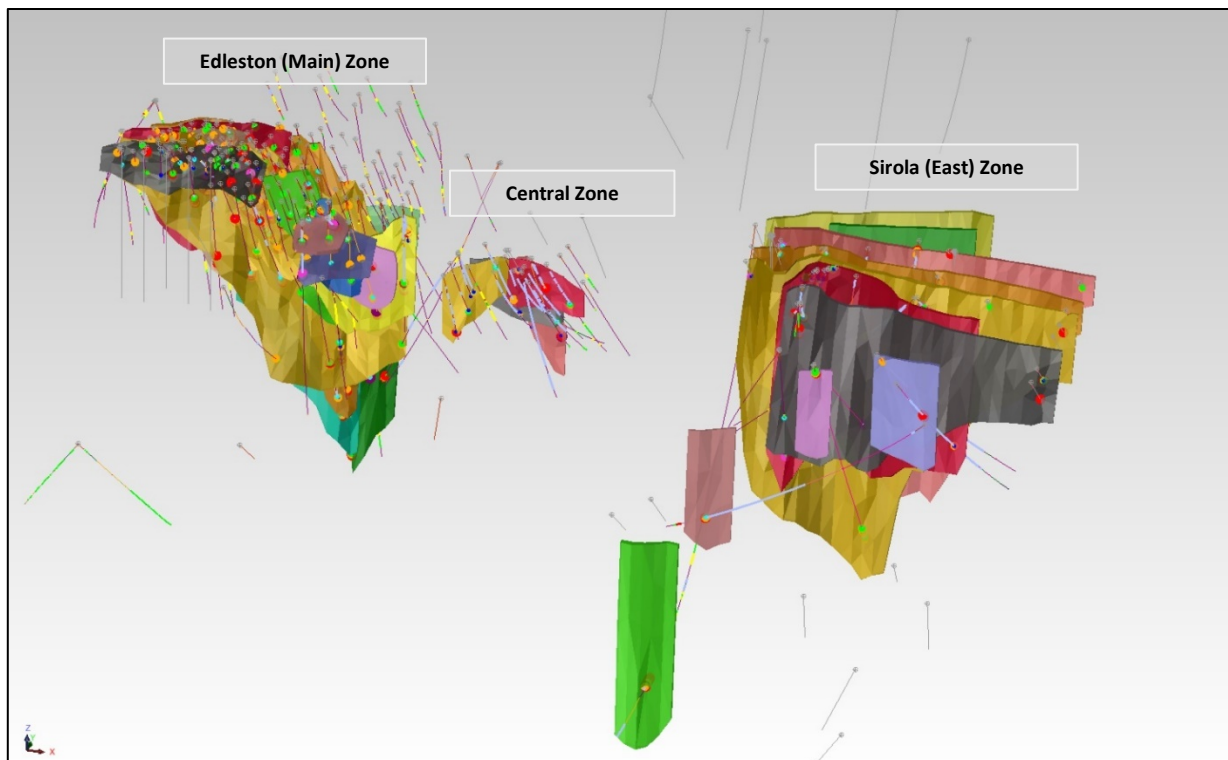 Edleston (Main) Zone
Central Zone
Sirola (East) Zone
Z
Y
X